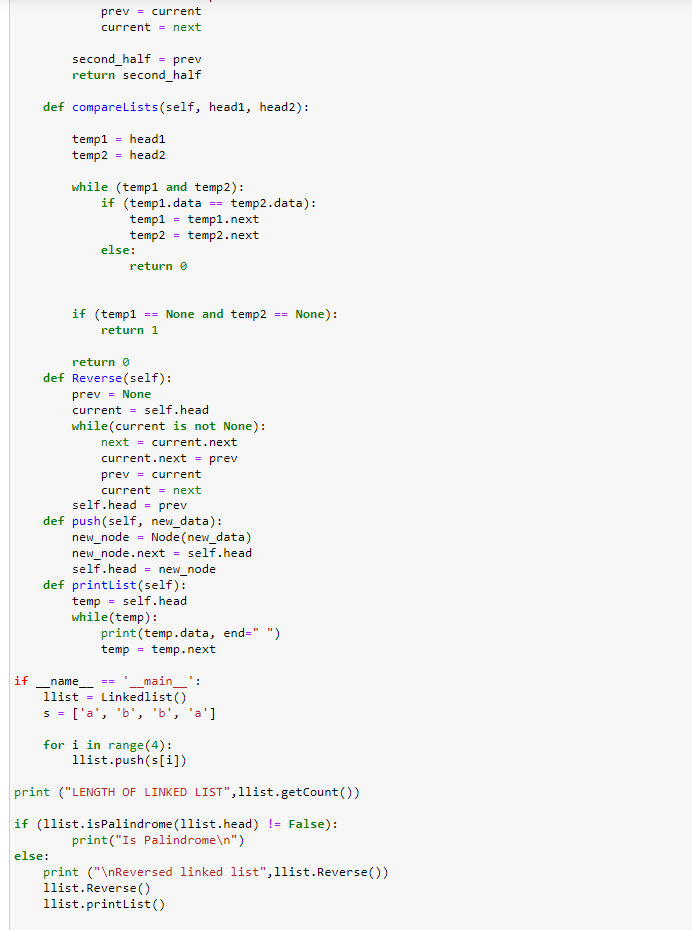 prev = current
current = next
second_half = prev
return second_half
def compareLists(self, head1, head2):
temp1 = head1
temp2 = head2
while (temp1 and temp2):
if (temp1.data == temp2.data):
temp1 = temp1.next
temp2 = temp2.next
else:
return 0
if (temp1 == None and temp2 == None):
return 1
return 0
def Reverse(self):
prev = None
current = self.head
while(current is not None):
next = current.next
current.next = prev
prev = current
current = next
self.head = prev
def push(self, new_data):
new_node = Node(new_data)
new_node.next = self.head
self.head = new_node
def printList(self):
temp = self.head
while(temp):
print(temp.data, end=" ")
temp = temp.next
if __name__ == '__main__':
llist = Linkedlist()
s = ['a', 'b', 'b', 'a']
for i in range(4):
llist.push(s[i])
print ("LENGTH OF LINKED LIST",llist.getCount())
if (llist.isPalindrome(llist.head) != False):
print("Is Palindrome\n")
else:
print ("\nReversed linked list",llist.Reverse())
llist.Reverse()
llist.printList()